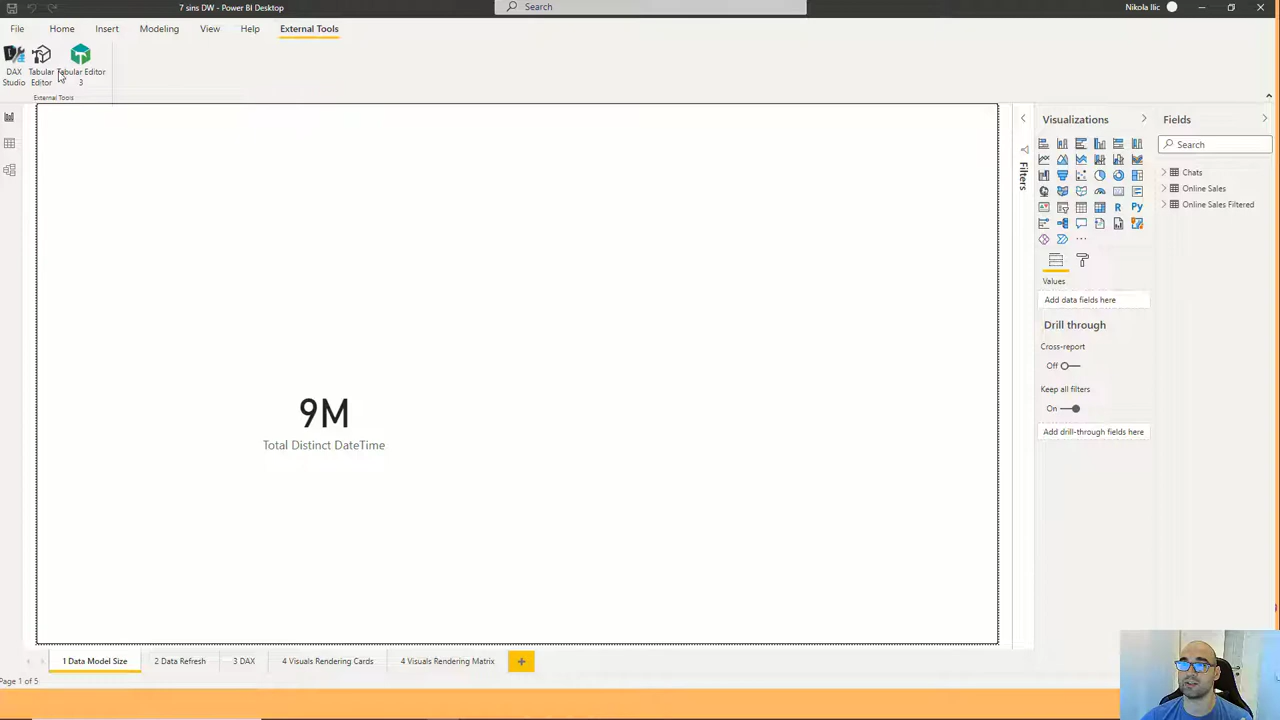 7 sins DW - Power BI Desktop
Search
Nikola Ilic
File
Home
Insert
Modeling
View
Help
External Tools
DAX
Studio
Tabular
Editor
Tabular Editor
3
External Tools
Filters
Visualizations
Values
Add data fields here
Drill through
Cross-report
Off
Keep all filters
On
Add drill-through fields here
Fields
Search
Chats
Online Sales
Online Sales Filtered
R
Py
9M
Total Distinct DateTime
1 Data Model Size
2 Data Refresh
3 DAX
4 Visuals Rendering Cards
4 Visuals Rendering Matrix
Page 1 of 5